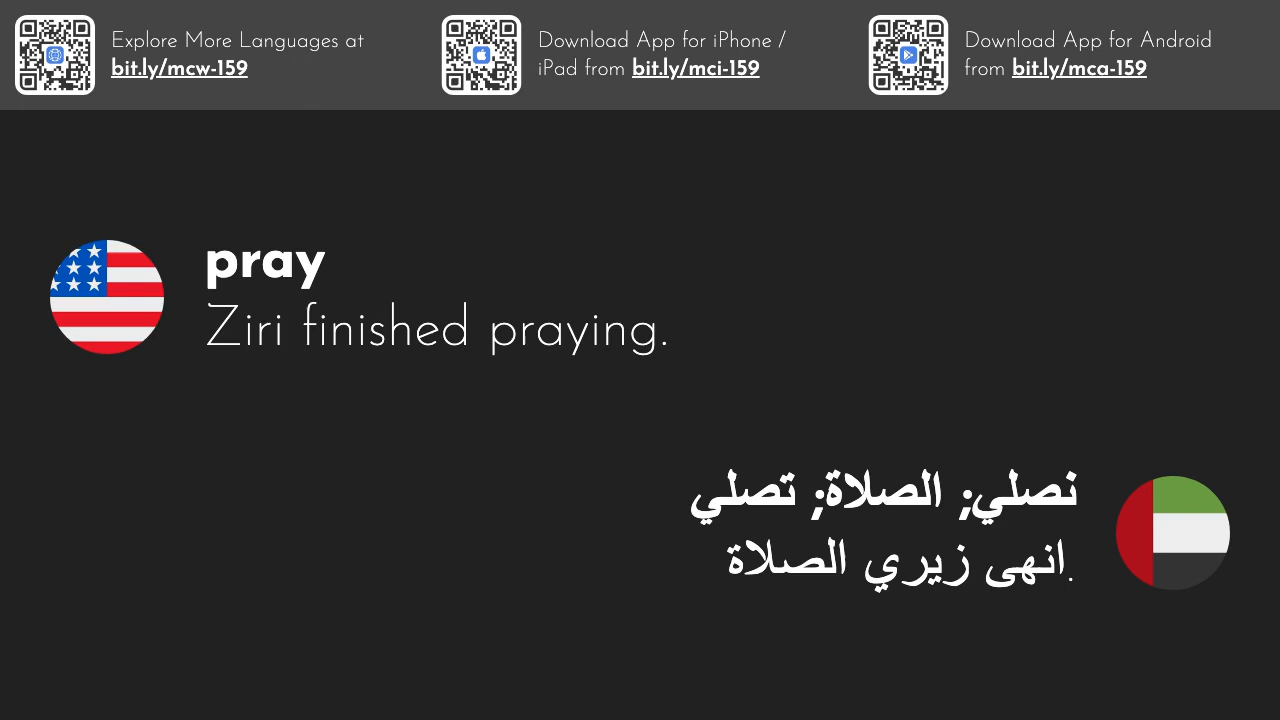 Explore More Languages at
bit.ly/mcw-159
Download App for iPhone /
iPad from bit.ly/mci-159
Download App for Android
from bit.ly/mca-159
pray
Ziri finished praying.
نصلي; الصلاة; تصلي
انهى زيري الصلاة.